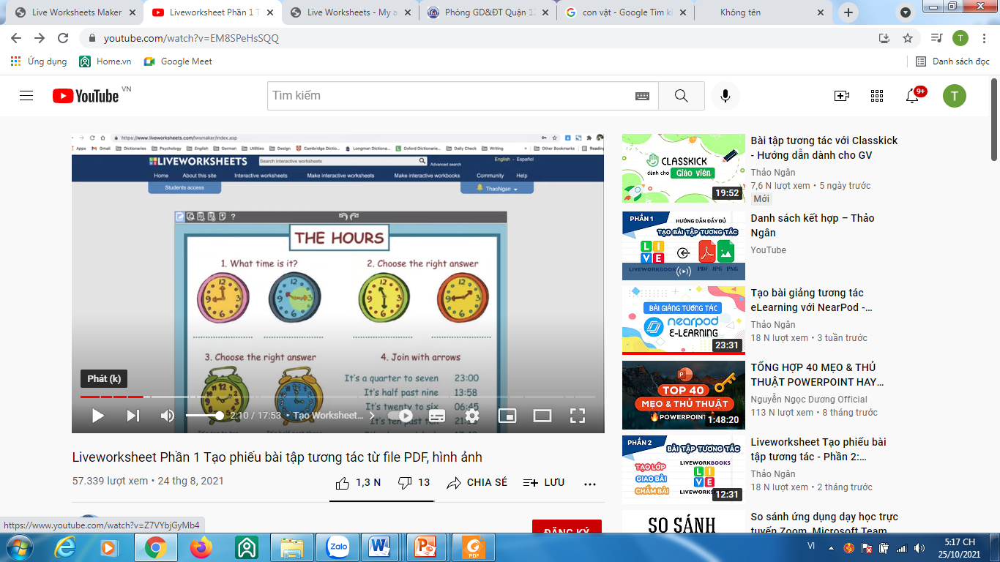 Live Worksheets Maker
Liveworksheet Phần 1 T
Live Worksheets - My a
Phòng GD&ĐT Quận 12
con vật - Google Tìm ki
Không tên
youtube.com/watch?v=EM8SPeHsSQQ
T
Ứng dụng
Home.vn
Google Meet
Danh sách đọc
YouTube VN
Tìm kiếm
9+
T
https://www.liveworksheets.com/lwsmaker/index.asp
Apps Gmail Dictionaries Psychology English German Utilities Design Cambridge Dictio... Longman Dictiona... Oxford Dictionarie... Daily Check Writing » Other Bookmarks Reading
LIVEWORKSHEETS
Search interactive worksheets
Advanced search
English - Español
Home About this site Interactive worksheets Make interactive worksheets Make interactive workbooks Community Help
Students access
ThaoNgan
THE HOURS
1. What time is it? 2. Choose the right answer
3. Choose the right answer 4. Join with arrows
It's a quarter to seven 23:00
It's half past nine 13:58
It's twenty to six 06:45
It's ten past ten
Phát (k)
2:10 / 17:53 • Tạo Worksheet...
Liveworksheet Phần 1 Tạo phiếu bài tập tương tác từ file PDF, hình ảnh
57.339 lượt xem • 24 thg 8, 2021
1,3 N
13
CHIA SẺ
LƯU
ĐĂNG KÝ
CLASSKICK
dành cho Giáo viên
19:52
Bài tập tương tác với Classkick
- Hướng dẫn dành cho GV
Thảo Ngân
7,6 N lượt xem • 5 ngày trước
Mới
PHẦN 1
HƯỚNG DẪN ĐẦY ĐỦ
TẠO BÀI TẬP TƯƠNG TÁC
LIVE
LIVEWORKBOOK
PDF JPG PNG
Danh sách kết hợp – Thảo
Ngân
YouTube
BÀI GIẢNG TƯƠNG TÁC
nearpod
E-LEARNING
23:31
Tạo bài giảng tương tác
eLearning với NearPod -...
Thảo Ngân
18 N lượt xem • 3 tuần trước
TOP 40
MẸO & THỦ THUẬT
POWERPOINT
1:48:20
TỔNG HỢP 40 MẸO & THỦ
THUẬT POWERPOINT HAY...
Nguyễn Ngọc Dương Official
113 N lượt xem • 8 tháng trước
PHẦN 2
BÀI TẬP TƯƠNG TÁC
TẠO LỚP
GIAO BÀI
CHẤM BÀI
LIVEWORKBOOKS
LIVE
12:31
Liveworksheet Tạo phiếu bài
tập tương tác - Phần 2:...
Thảo Ngân
18 N lượt xem • 2 tháng trước
SO SÁNH
So sánh ứng dụng dạy học trực
tuyến Zoom, Microsoft Team
https://www.youtube.com/watch?v=Z7VYbjGyMb4
Zalo
PDF
VI
5:17 CH
25/10/2021